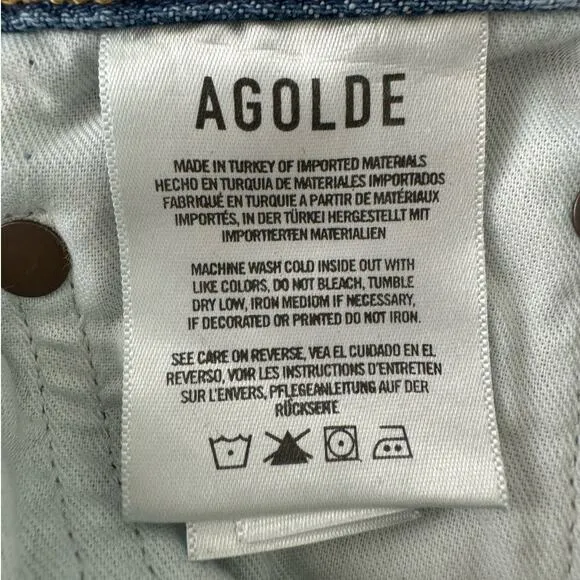 AGOLDE
MADE IN TURKEY OF IMPORTED MATERIALS
HECHO EN TURQUIA DE MATERIALES IMPORTADOS
FABRIQUÉ EN TURQUIE A PARTIR DE MATÉRIAUX
IMPORTÉS, IN DER TÜRKEI HERGESTELLT MIT
IMPORTIERTEN MATERIALIEN
MACHINE WASH COLD INSIDE OUT WITH
LIKE COLORS, DO NOT BLEACH, TUMBLE
DRY LOW, IRON MEDIUM IF NECESSARY,
IF DECORATED OR PRINTED DO NOT IRON.
SEE CARE ON REVERSE, VEA EL CUIDADO EN EL
REVERSO, VOIR LES INSTRUCTIONS D'ENTRETIEN
SUR L'ENVERS, PFLEGEANLEITUNG AUF DER
RÜCKSEITE